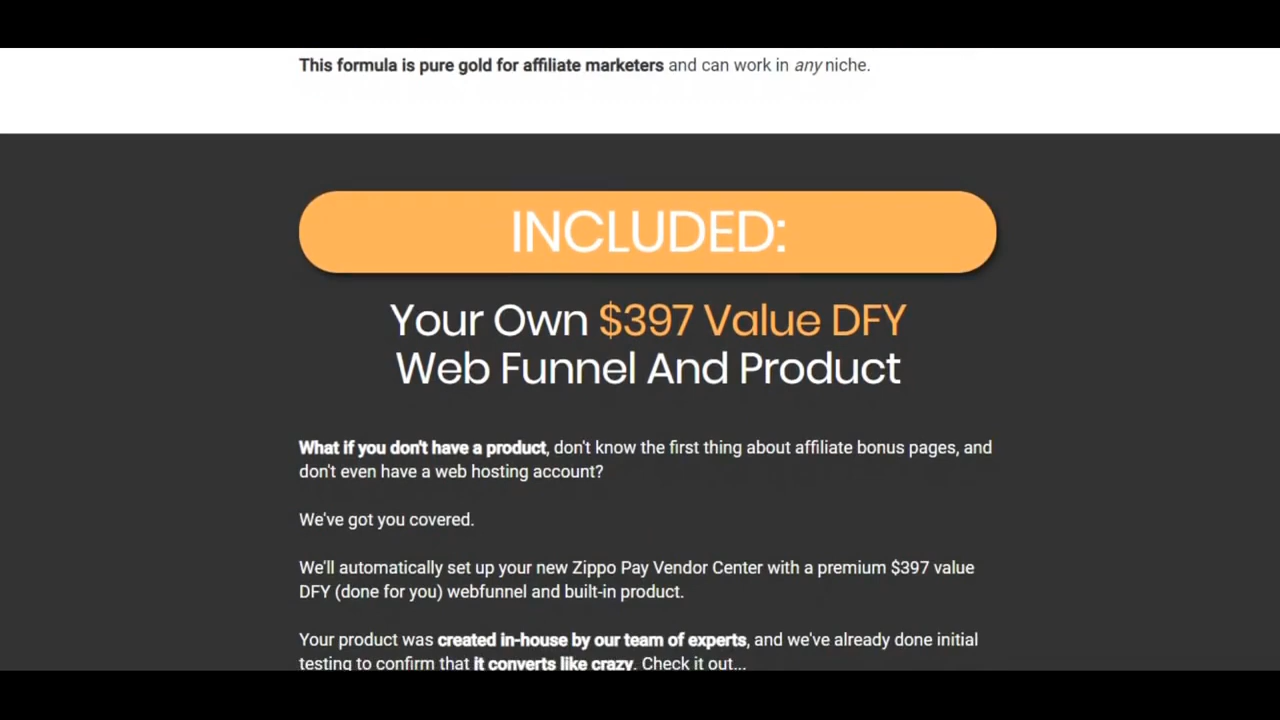 This formula is pure gold for affiliate marketers and can work in any niche.
INCLUDED:
Your Own $397 Value DFY
Web Funnel And Product
What if you don't have a product, don't know the first thing about affiliate bonus pages, and
don't even have a web hosting account?
We've got you covered.
We'll automatically set up your new Zippo Pay Vendor Center with a premium $397 value
DFY (done for you) webfunnel and built-in product.
Your product was created in-house by our team of experts, and we've already done initial
testing to confirm that it converts like crazy. Check it out...